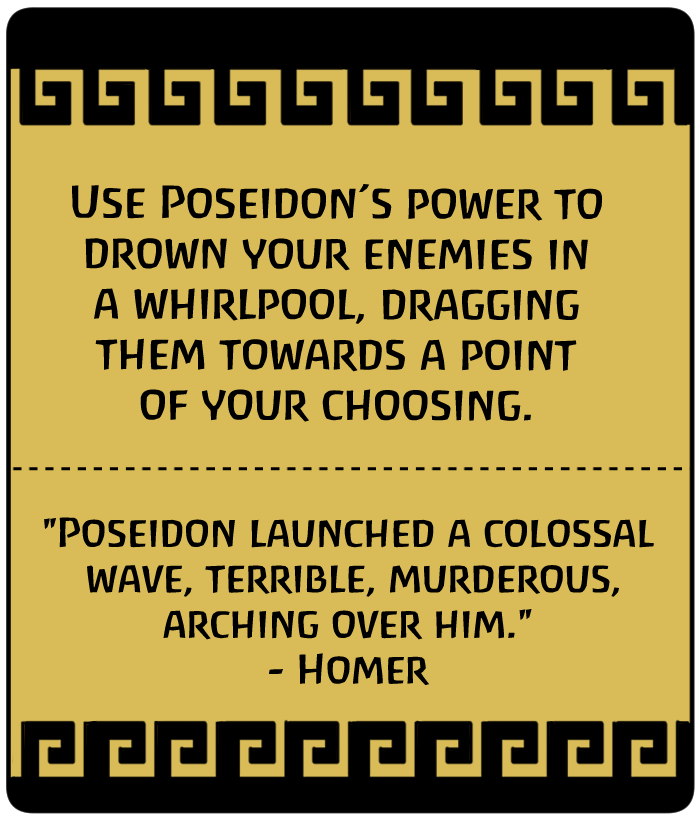 Use Poseidon´s power to
drown your enemies in
a whirlpool, dragging
them towards a point
of your choosing.
"Poseidon launched a colossal
wave, terrible, murderous,
arching over him."
- Homer